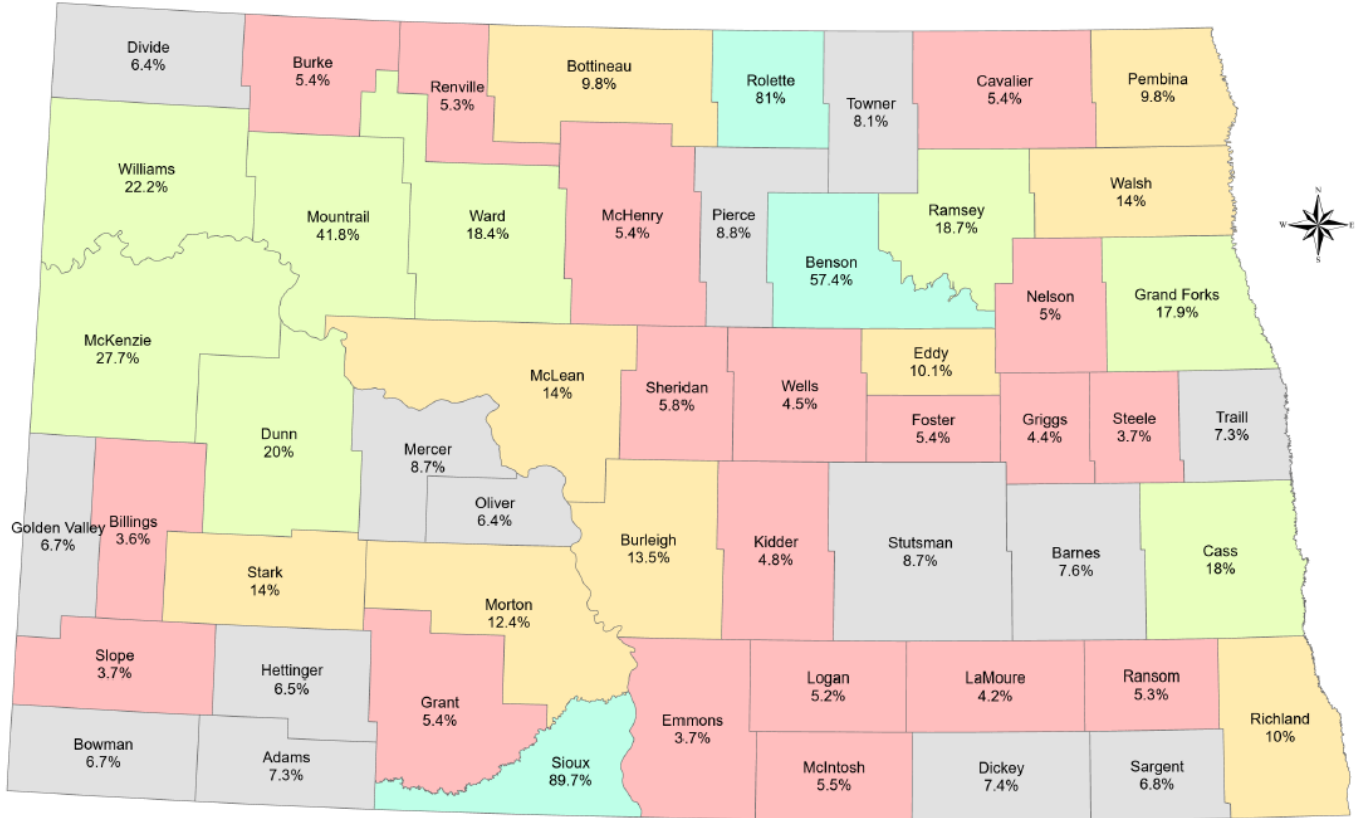 Divide
6.4%
Burke
5.4%
Renville
5.3%
Bottineau
9.8%
Rolette
81%
Towner
8.1%
Cavalier
5.4%
Pembina
9.8%
Williams
22.2%
Mountrail
41.8%
Ward
18.4%
McHenry
5.4%
Pierce
8.8%
Benson
57.4%
Ramsey
18.7%
Walsh
14%
N
W
E
S
Nelson
5%
Grand Forks
17.9%
McKenzie
27.7%
McLean
14%
Sheridan
5.8%
Wells
4.5%
Eddy
10.1%
Foster
5.4%
Griggs
4.4%
Steele
3.7%
Traill
7.3%
Dunn
20%
Mercer
8.7%
Oliver
6.4%
Golden Valley
6.7%
Billings
3.6%
Stark
14%
Morton
12.4%
Burleigh
13.5%
Kidder
4.8%
Stutsman
8.7%
Barnes
7.6%
Cass
18%
Slope
3.7%
Hettinger
6.5%
Grant
5.4%
Emmons
3.7%
Logan
5.2%
LaMoure
4.2%
Ransom
5.3%
Richland
10%
Bowman
6.7%
Adams
7.3%
Sioux
89.7%
McIntosh
5.5%
Dickey
7.4%
Sargent
6.8%